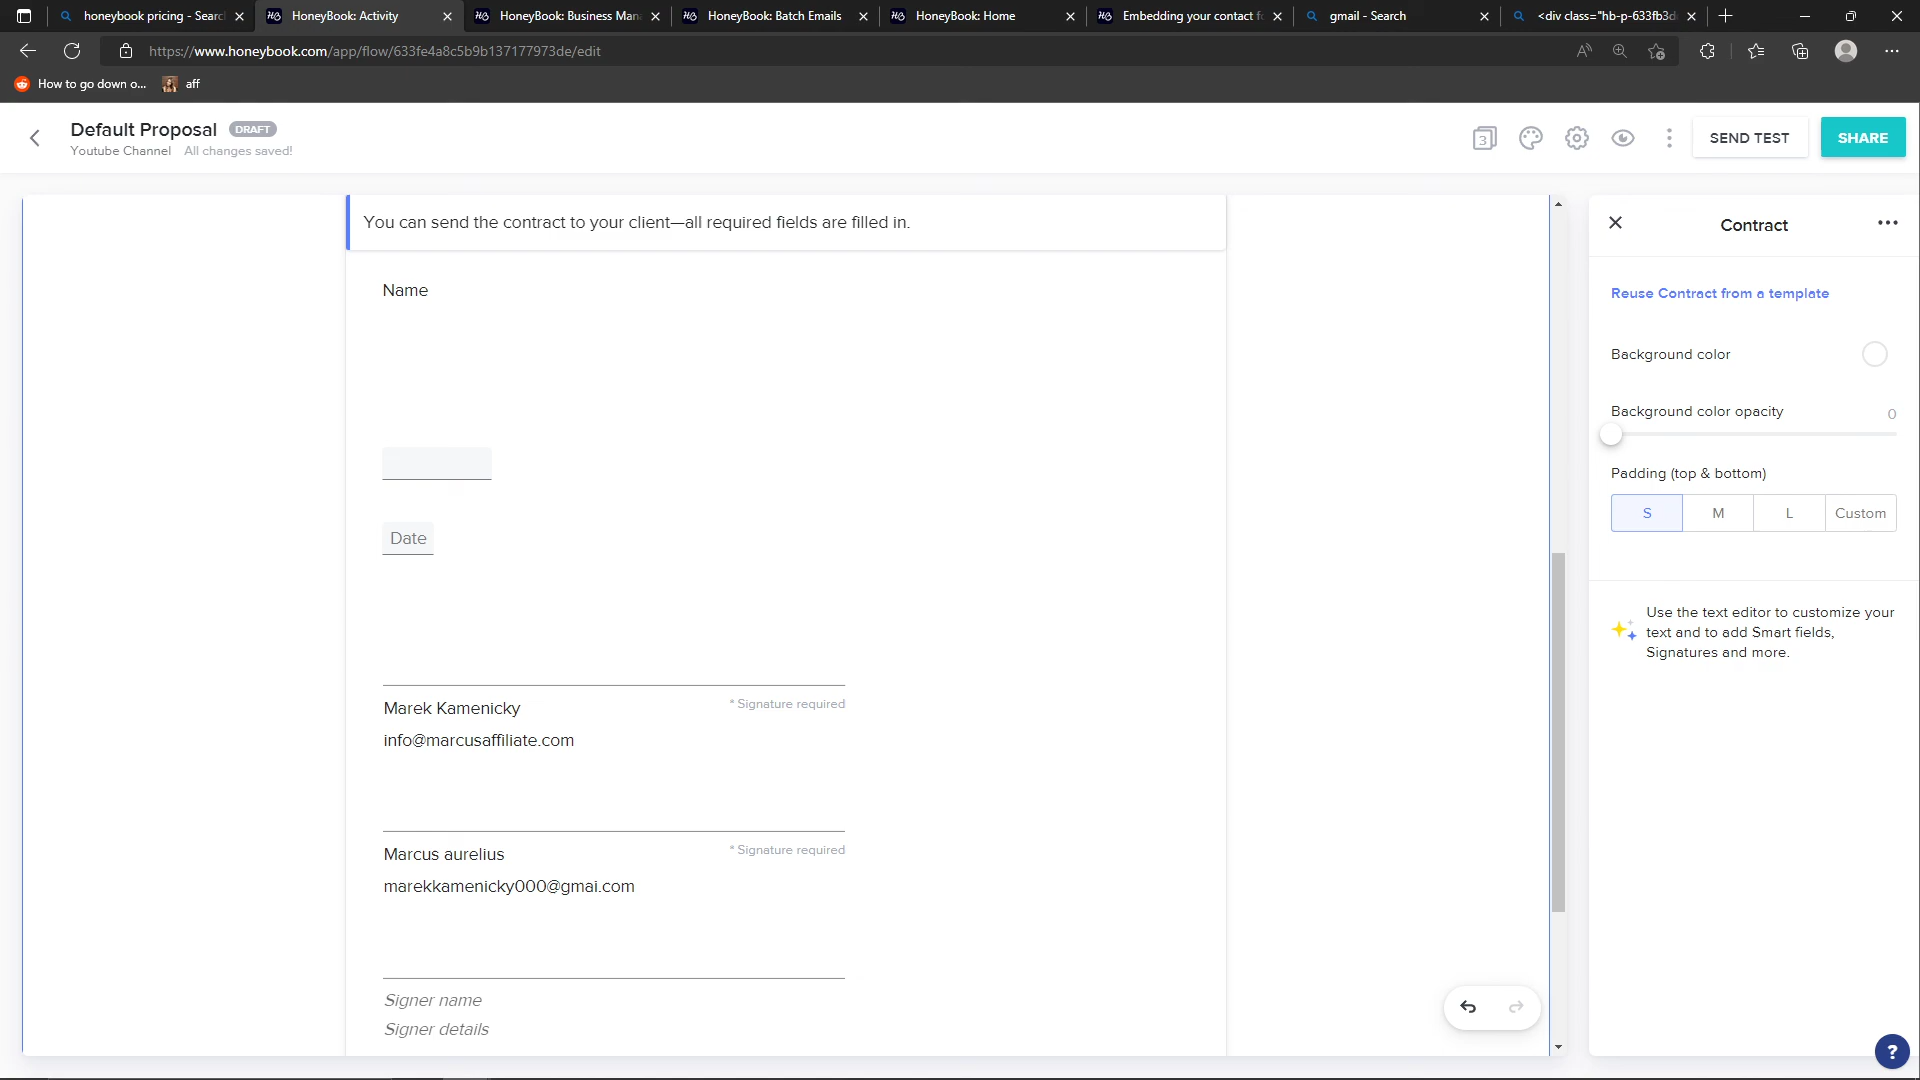 honeybook pricing - Searc
HoneyBook: Activity
HoneyBook: Business Man
HoneyBook: Batch Emails
HoneyBook: Home
Embedding your contact fo
gmail - Search
<div class="hb-p-633fb3d
https://www.honeybook.com/app/flow/633fe4a8c5b9b137177973de/edit
How to go down o...
aff
Default Proposal DRAFT
Youtube Channel All changes saved!
3
SEND TEST
SHARE
You can send the contract to your client—all required fields are filled in.
Name
Date
Marek Kamenicky
* Signature required
info@marcusaffiliate.com
Marcus aurelius
* Signature required
marekkamenicky000@gmai.com
Signer name
Signer details
Contract
Reuse Contract from a template
Background color
Background color opacity
0
Padding (top & bottom)
S M L Custom
Use the text editor to customize your
text and to add Smart fields,
Signatures and more.
?